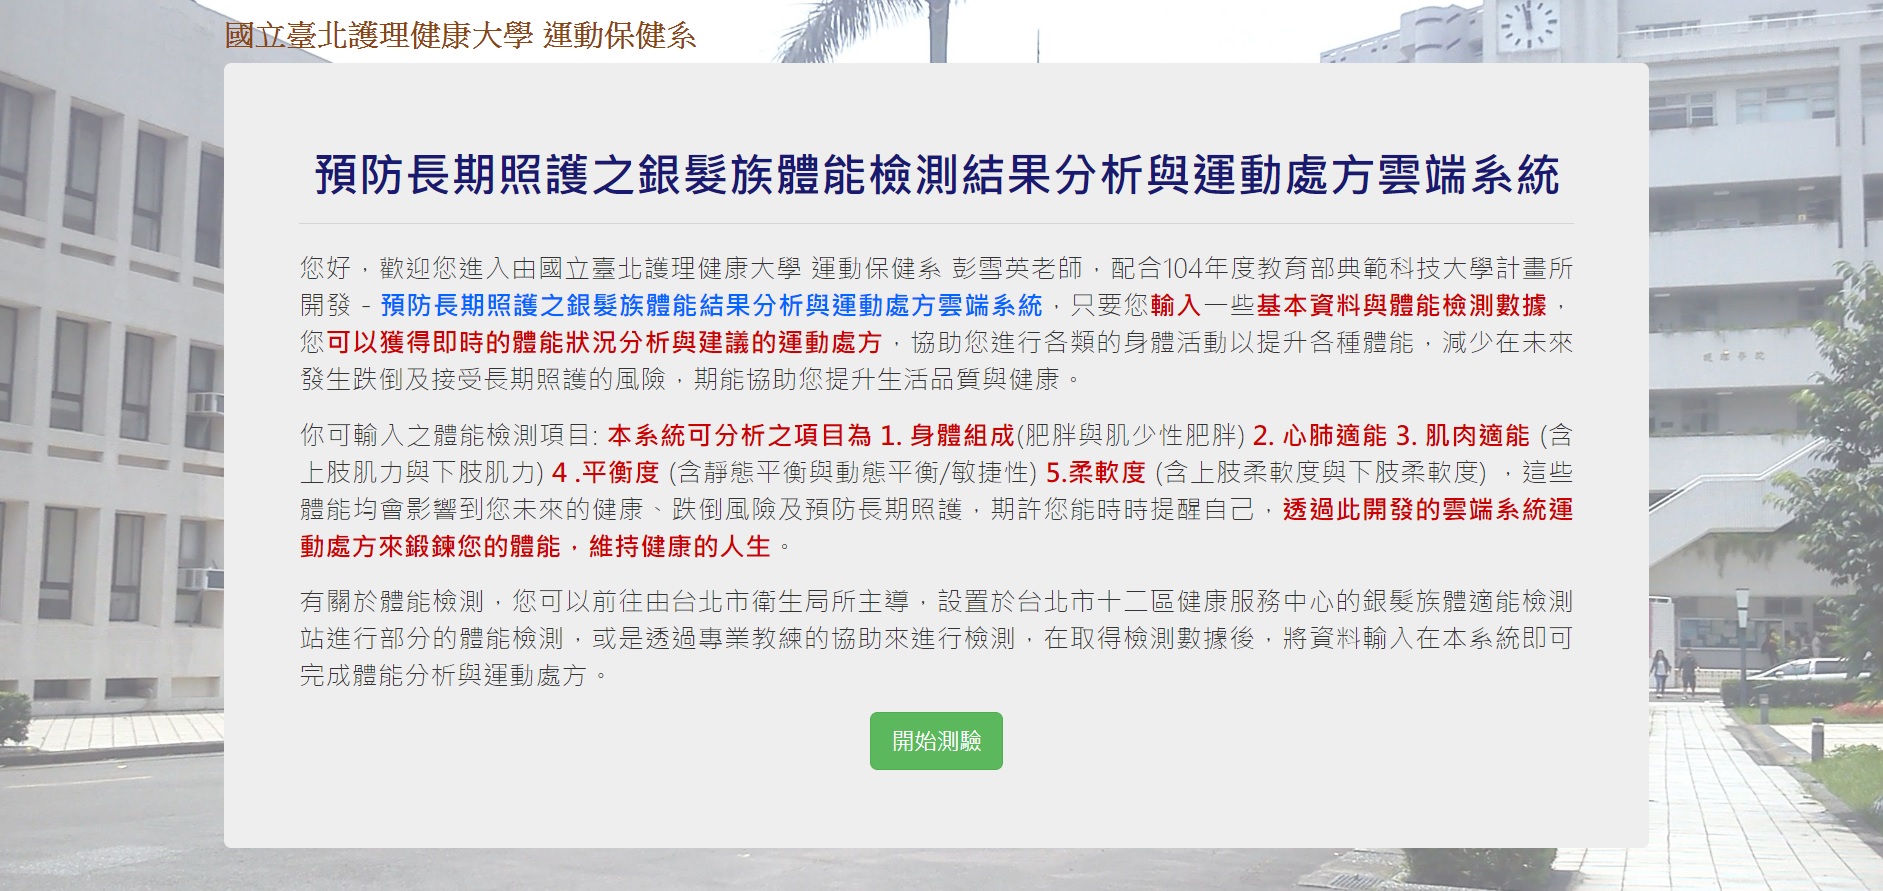 國立臺北護理健康大學 運動保健系
預防長期照護之銀髮族體能檢測結果分析與運動處方雲端系統
您好，歡迎您進入由國立臺北護理健康大學 運動保健系 彭雪英老師，配合104年度教育部典範科技大學計畫所
開發 - 預防長期照護之銀髮族體能結果分析與運動處方雲端系統，只要您輸入一些基本資料與體能檢測數據，
您可以獲得即時的體能狀況分析與建議的運動處方，協助您進行各類的身體活動以提升各種體能，減少在未來
發生跌倒及接受長期照護的風險，期能協助您提升生活品質與健康。
你可輸入之體能檢測項目: 本系統可分析之項目為 1. 身體組成(肥胖與肌少性肥胖) 2. 心肺適能 3. 肌肉適能 (含
上肢肌力與下肢肌力) 4 .平衡度 (含靜態平衡與動態平衡/敏捷性) 5.柔軟度 (含上肢柔軟度與下肢柔軟度) ，這些
體能均會影響到您未來的健康、跌倒風險及預防長期照護，期許您能時時提醒自己，透過此開發的雲端系統運
動處方來鍛鍊您的體能，維持健康的人生。
有關於體能檢測，您可以前往由台北市衛生局所主導，設置於台北市十二區健康服務中心的銀髮族體適能檢測
站進行部分的體能檢測，或是透過專業教練的協助來進行檢測，在取得檢測數據後，將資料輸入在本系統即可
完成體能分析與運動處方。
開始測驗